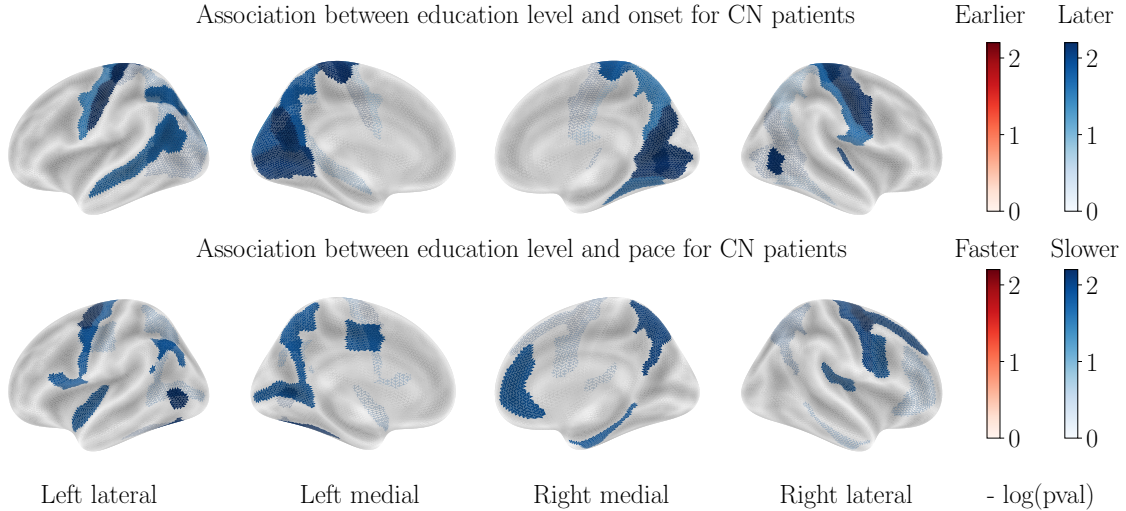 Association between education level and onset for CN patients
Earlier Later
2 2
1 1
0 0
Association between education level and pace for CN patients
Faster Slower
2 2
1 1
0 0
Left lateral Left medial Right medial Right lateral - log(pval)